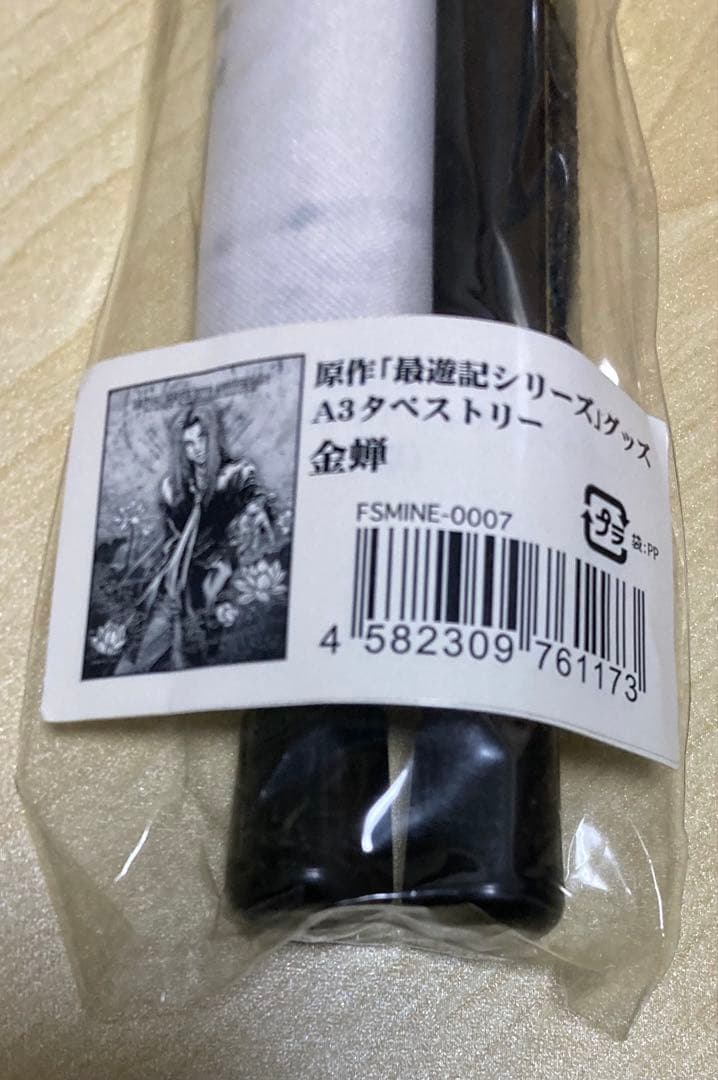 原作「最遊記シリーズ」グッズ
A3タペストリー
金蝉
FSMINE-0007
プラ
袋:PP
4 582309 761173